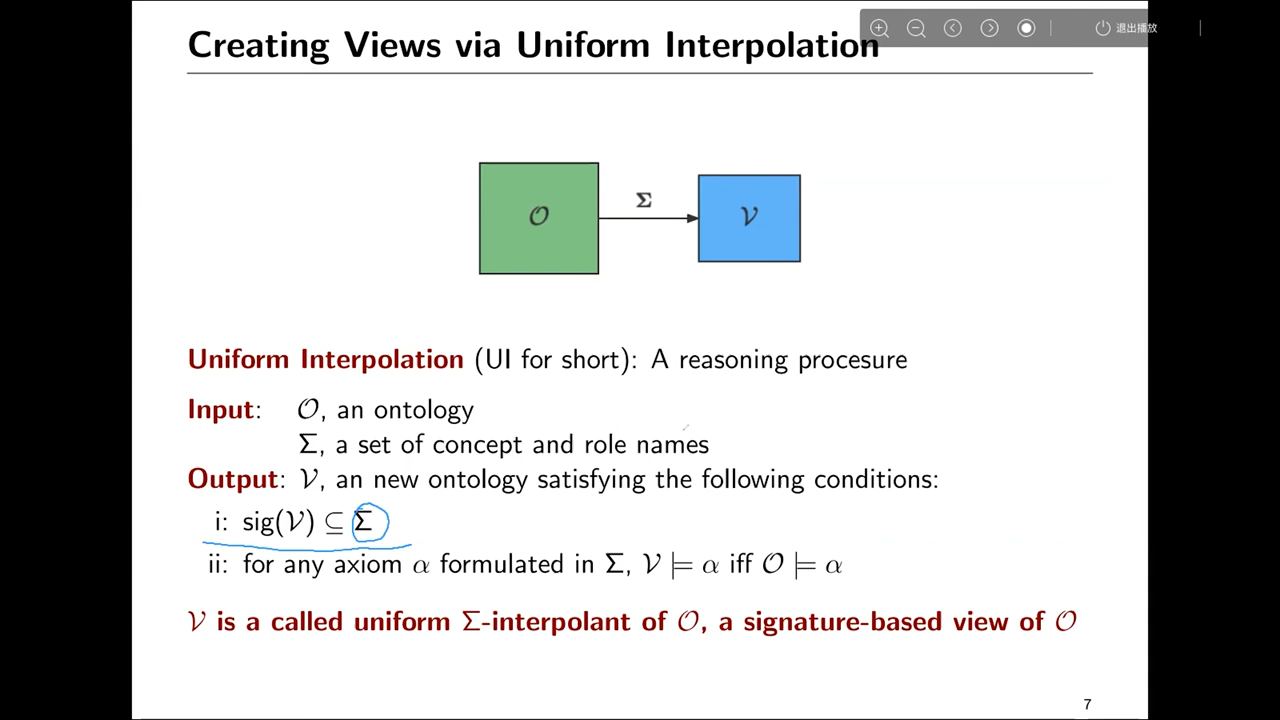 Creating Views via Uniform Interpolation
退出播放
𝒪
Σ
𝒱
Uniform Interpolation (UI for short): A reasoning procesure
Input: 𝒪, an ontology
Σ, a set of concept and role names
Output: 𝒱, an new ontology satisfying the following conditions:
i: sig(𝒱) ⊆ Σ
ii: for any axiom α formulated in Σ, 𝒱 ⊨ α iff 𝒪 ⊨ α
𝒱 is a called uniform Σ-interpolant of 𝒪, a signature-based view of 𝒪
7